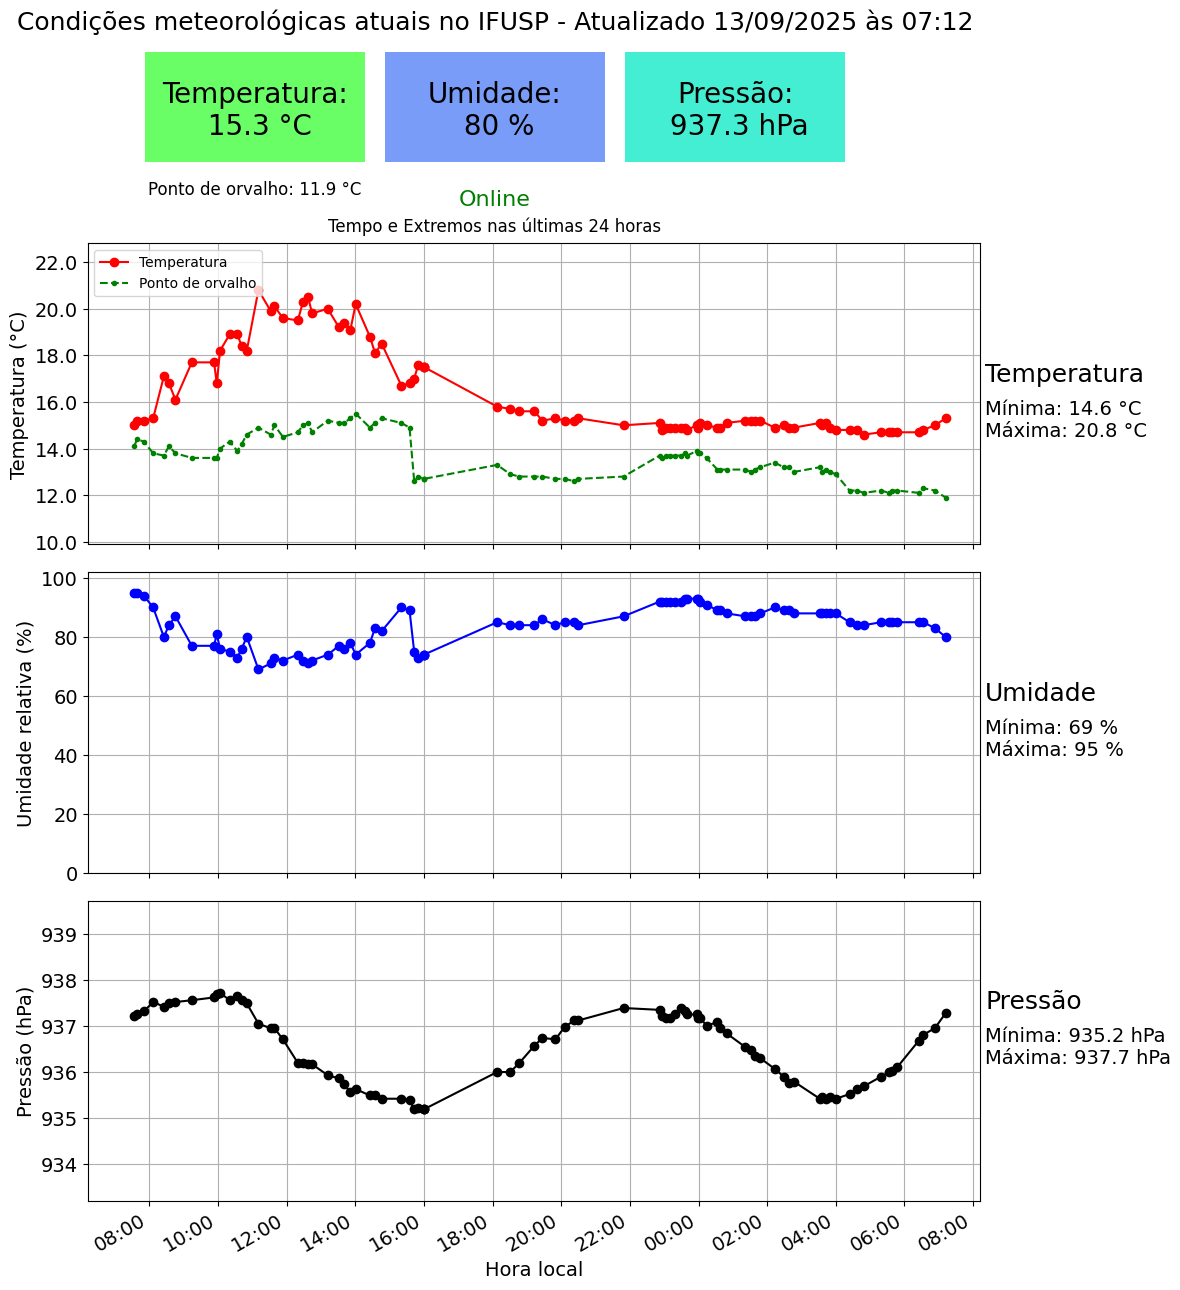 Condições meteorológicas atuais no IFUSP - Atualizado 13/09/2025 às 07:12
Temperatura:
15.3 °C
Umidade:
80 %
Pressão:
937.3 hPa
Ponto de orvalho: 11.9 °C
Online
Tempo e Extremos nas últimas 24 horas
Temperatura
Ponto de orvalho
Temperatura (°C)
22.0
20.0
18.0
16.0
14.0
12.0
10.0
Temperatura
Mínima: 14.6 °C
Máxima: 20.8 °C
Umidade relativa (%)
100
80
60
40
20
0
Umidade
Mínima: 69 %
Máxima: 95 %
Pressão (hPa)
939
938
937
936
935
934
Pressão
Mínima: 935.2 hPa
Máxima: 937.7 hPa
08:00 10:00 12:00 14:00 16:00 18:00 20:00 22:00 00:00 02:00 04:00 06:00 08:00
Hora local